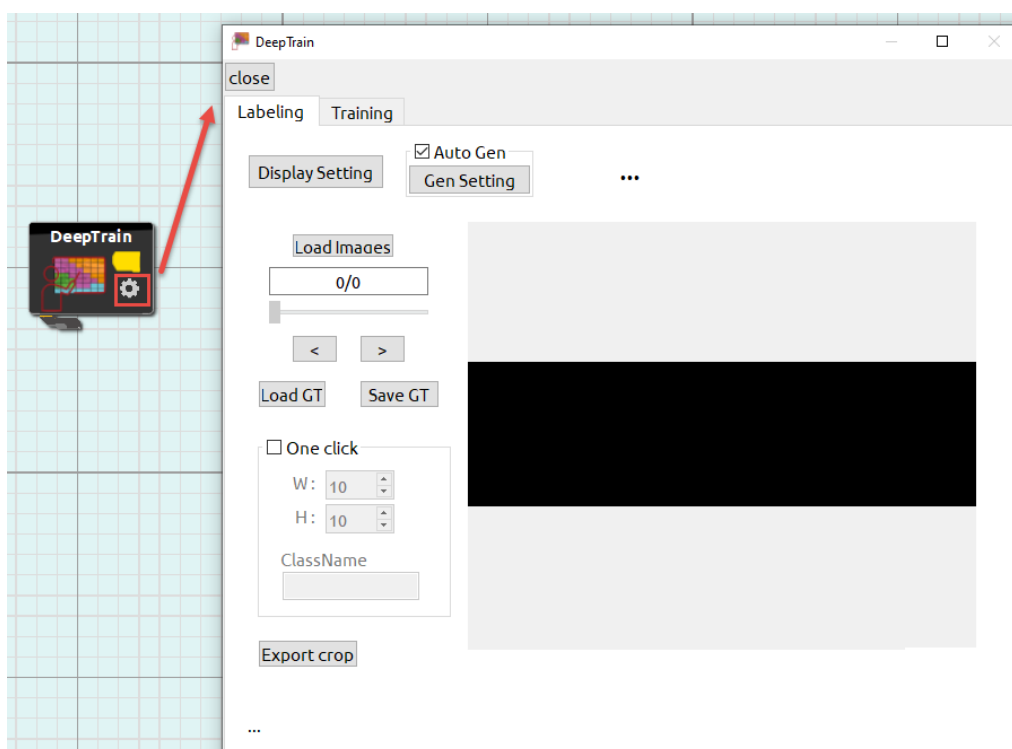 DeepTrain
close
Labeling Training
Auto Gen
Display Setting Gen Setting ...
DeepTrain
Load Images
0/0
< >
Load GT Save GT
One click
W: 10
H: 10
ClassName
Export crop
...